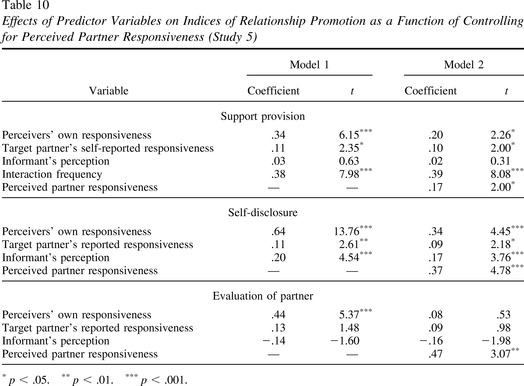 Table 10
Effects of Predictor Variables on Indices of Relationship Promotion as a Function of Controlling
for Perceived Partner Responsiveness (Study 5)
Model 1 Model 2
Variable Coefficient t Coefficient t
Support provision
Perceivers' own responsiveness .34 6.15*** .20 2.26*
Target partner's self-reported responsiveness .11 2.35* .10 2.00*
Informant's perception .03 0.63 .02 0.31
Interaction frequency .38 7.98*** .39 8.08***
Perceived partner responsiveness — — .17 2.00*
Self-disclosure
Perceivers' own responsiveness .64 13.76*** .34 4.45***
Target partner's reported responsiveness .11 2.61** .09 2.18*
Informant's perception .20 4.54*** .17 3.76***
Perceived partner responsiveness — — .37 4.78***
Evaluation of partner
Perceivers' own responsiveness .44 5.37*** .08 .53
Target partner's reported responsiveness .13 1.48 .09 .98
Informant's perception −.14 −1.60 −.16 −1.98
Perceived partner responsiveness — — .47 3.07**
* p < .05. ** p < .01. *** p < .001.